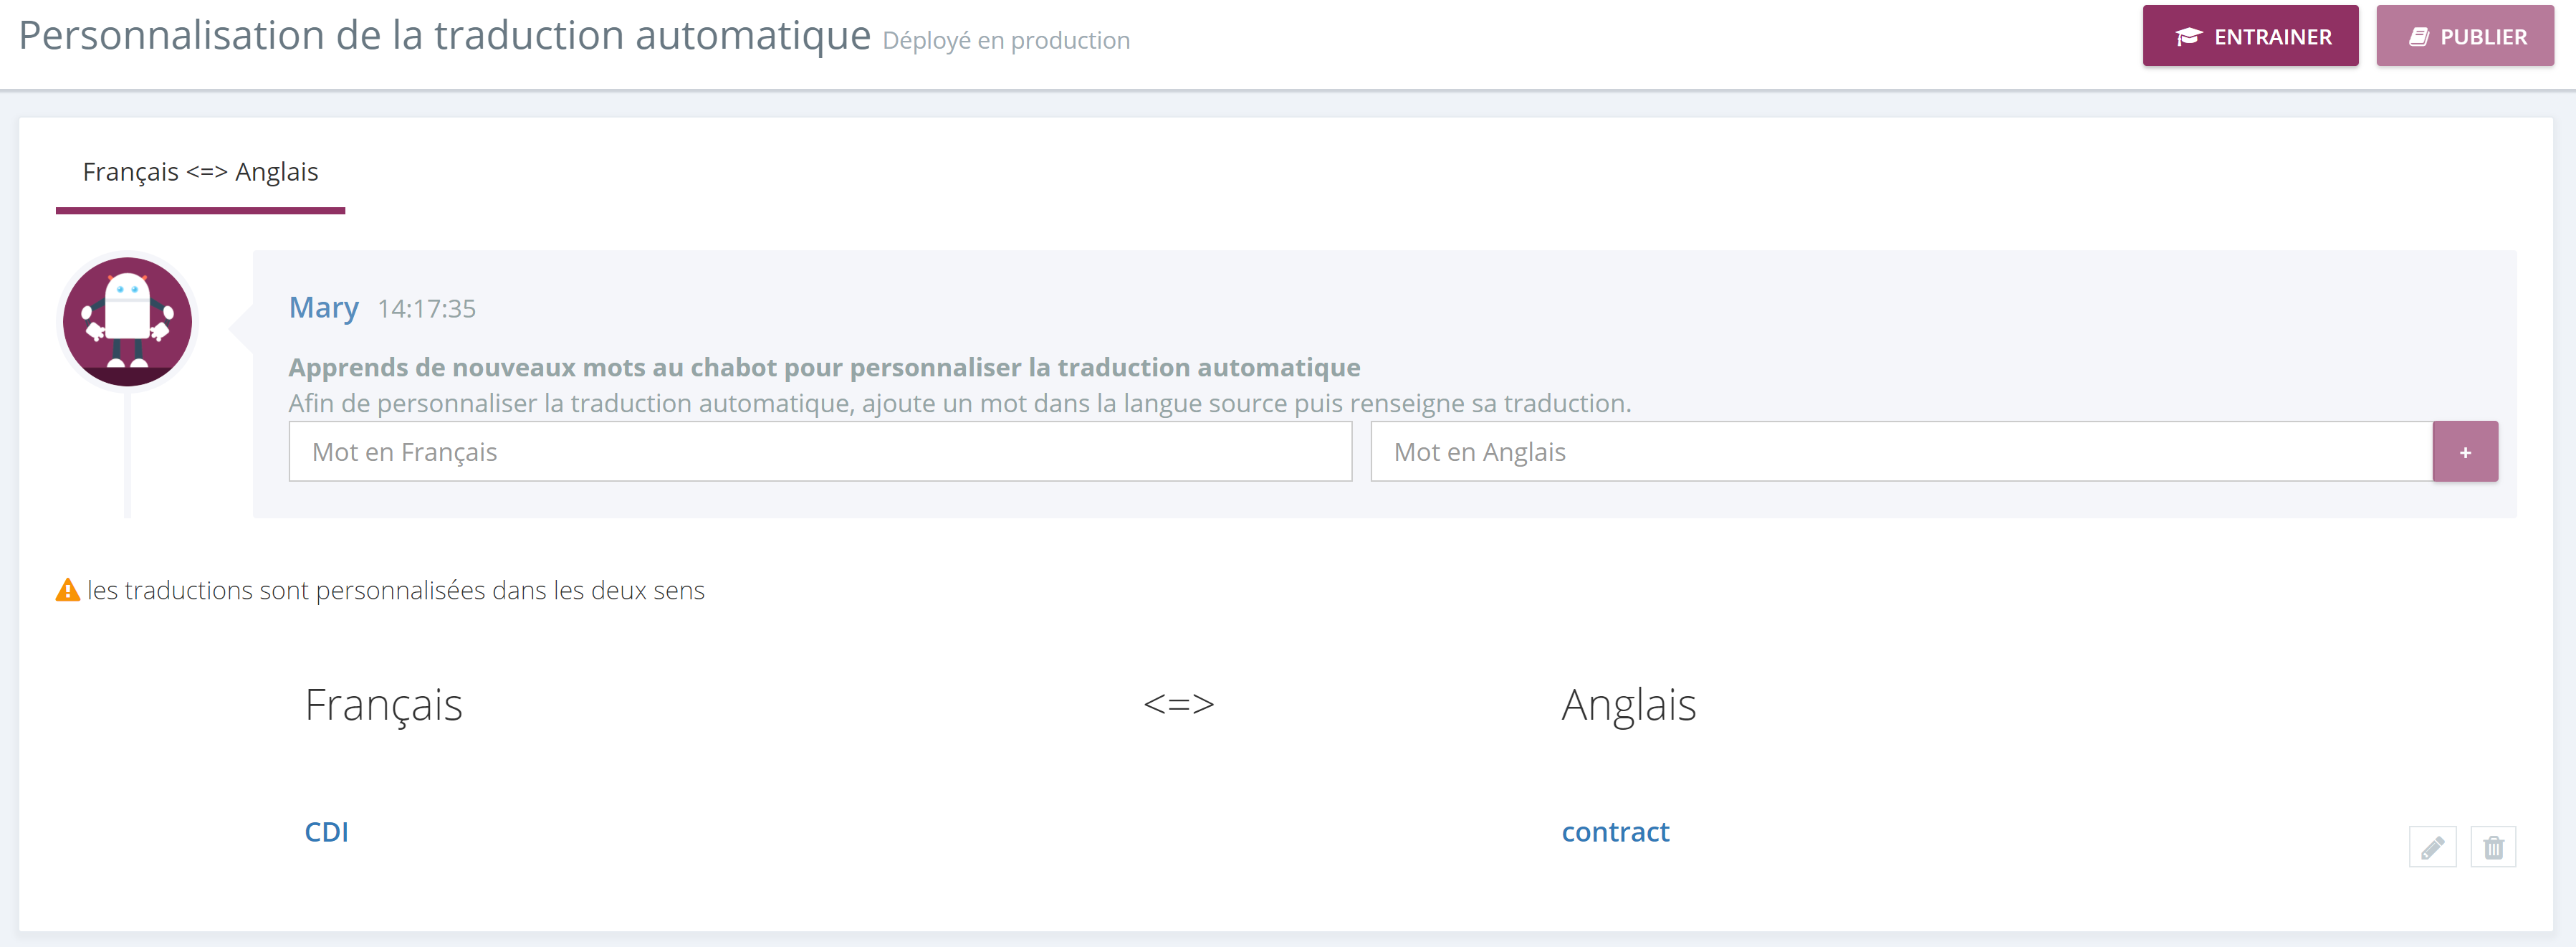 Personnalisation de la traduction automatique Déployé en production
ENTRAINER
PUBLIER
Français <=> Anglais
Mary 14:17:35
Apprends de nouveaux mots au chabot pour personnaliser la traduction automatique
Afin de personnaliser la traduction automatique, ajoute un mot dans la langue source puis renseigne sa traduction.
Mot en Français
Mot en Anglais
+
les traductions sont personnalisées dans les deux sens
Français <=> Anglais
CDI contract